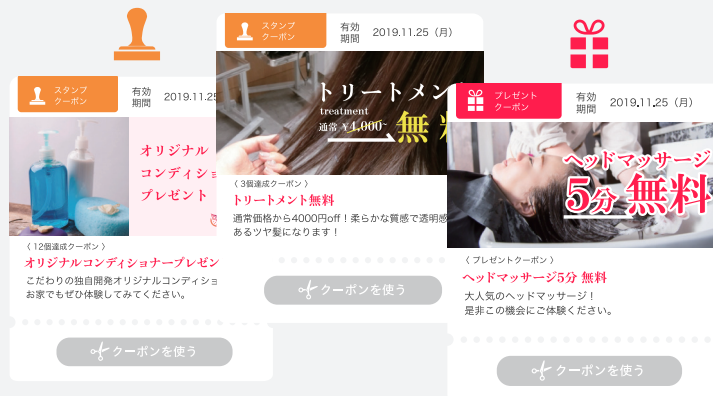 スタンプ
クーポン
有効
期間
2019.11.25
オリジナル
コンディショ
プレゼント
〈 12個達成クーポン 〉
オリジナルコンディショナープレゼン
こだわりの独自開発オリジナルコンディショ
お家でもぜひ体験してみてください。
クーポンを使う
スタンプ
クーポン
有効
期間
2019.11.25（月）
トリートメン
treatment
通常 ¥4,000~
無
〈 3個達成クーポン 〉
トリートメント無料
通常価格から4000円off！柔らかな質感で透明感
あるツヤ髪になります！
クーポンを使う
プレゼント
クーポン
有効
期間
2019.11.25（月）
ヘッドマッサージ
5分 無料
〈 プレゼントクーポン 〉
ヘッドマッサージ5分 無料
大人気のヘッドマッサージ！
是非この機会にご体験ください。
クーポンを使う